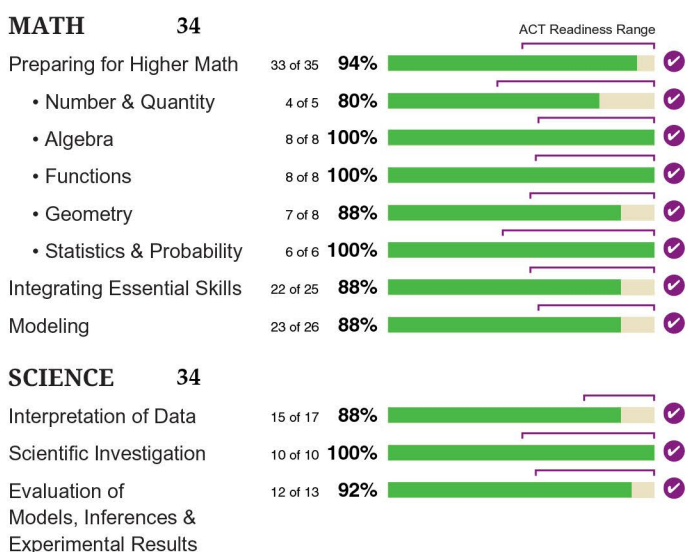 MATH 34
ACT Readiness Range
Preparing for Higher Math 33 of 35 94%
• Number & Quantity 4 of 5 80%
• Algebra 8 of 8 100%
• Functions 8 of 8 100%
• Geometry 7 of 8 88%
• Statistics & Probability 6 of 6 100%
Integrating Essential Skills 22 of 25 88%
Modeling 23 of 26 88%
SCIENCE 34
Interpretation of Data 15 of 17 88%
Scientific Investigation 10 of 10 100%
Evaluation of 12 of 13 92%
Models, Inferences &
Experimental Results